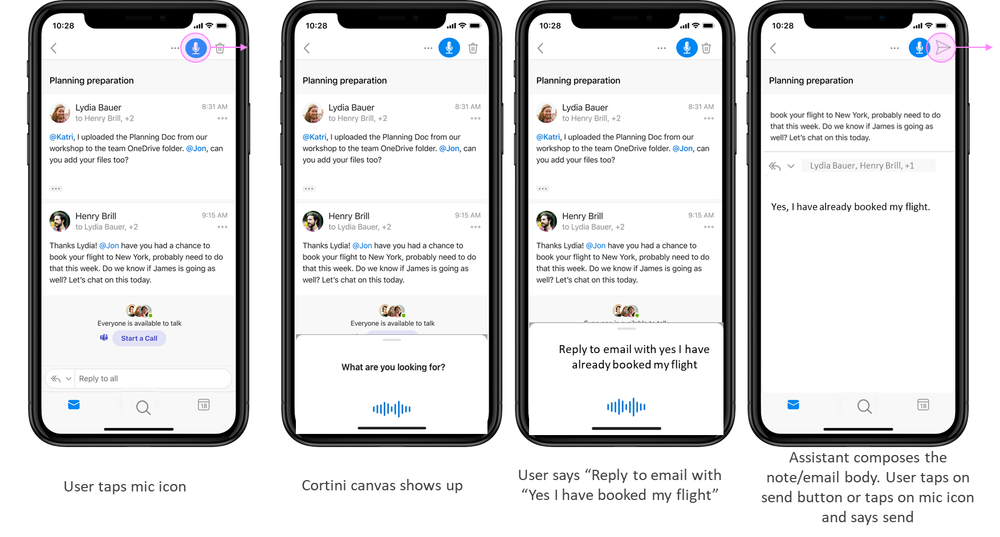 10:28
Planning preparation
Lydia Bauer
8:31 AM
to Henry Brill, +2
@Katri, I uploaded the Planning Doc from our
workshop to the team OneDrive folder. @Jon, can
you add your files too?
Henry Brill
9:15 AM
to Lydia Bauer, +2
Thanks Lydia! @Jon have you had a chance to
book your flight to New York, probably need to do
that this week. Do we know if James is going as
well? Let's chat on this today.
Everyone is available to talk
Start a Call
Reply to all
18
User taps mic icon
10:28
Planning preparation
Lydia Bauer
8:31 AM
to Henry Brill, +2
@Katri, I uploaded the Planning Doc from our
workshop to the team OneDrive folder. @Jon, can
you add your files too?
Henry Brill
9:15 AM
to Lydia Bauer, +2
Thanks Lydia! @Jon have you had a chance to
book your flight to New York, probably need to do
that this week. Do we know if James is going as
well? Let's chat on this today.
Everyone is available to talk
What are you looking for?
Cortini canvas shows up
10:28
Planning preparation
Lydia Bauer
8:31 AM
to Henry Brill, +2
@Katri, I uploaded the Planning Doc from our
workshop to the team OneDrive folder. @Jon, can
you add your files too?
Henry Brill
9:15 AM
to Lydia Bauer, +2
Thanks Lydia! @Jon have you had a chance to
book your flight to New York, probably need to do
that this week. Do we know if James is going as
well? Let's chat on this today.
Everyone is available to talk
Reply to email with yes I have
already booked my flight
User says “Reply to email with
“Yes I have booked my flight”
10:28
Planning preparation
book your flight to New York, probably need to do
that this week. Do we know if James is going as
well? Let's chat on this today.
Lydia Bauer, Henry Brill, +1
Yes, I have already booked my flight.
18
Assistant composes the
note/email body. User taps on
send button or taps on mic icon
and says send